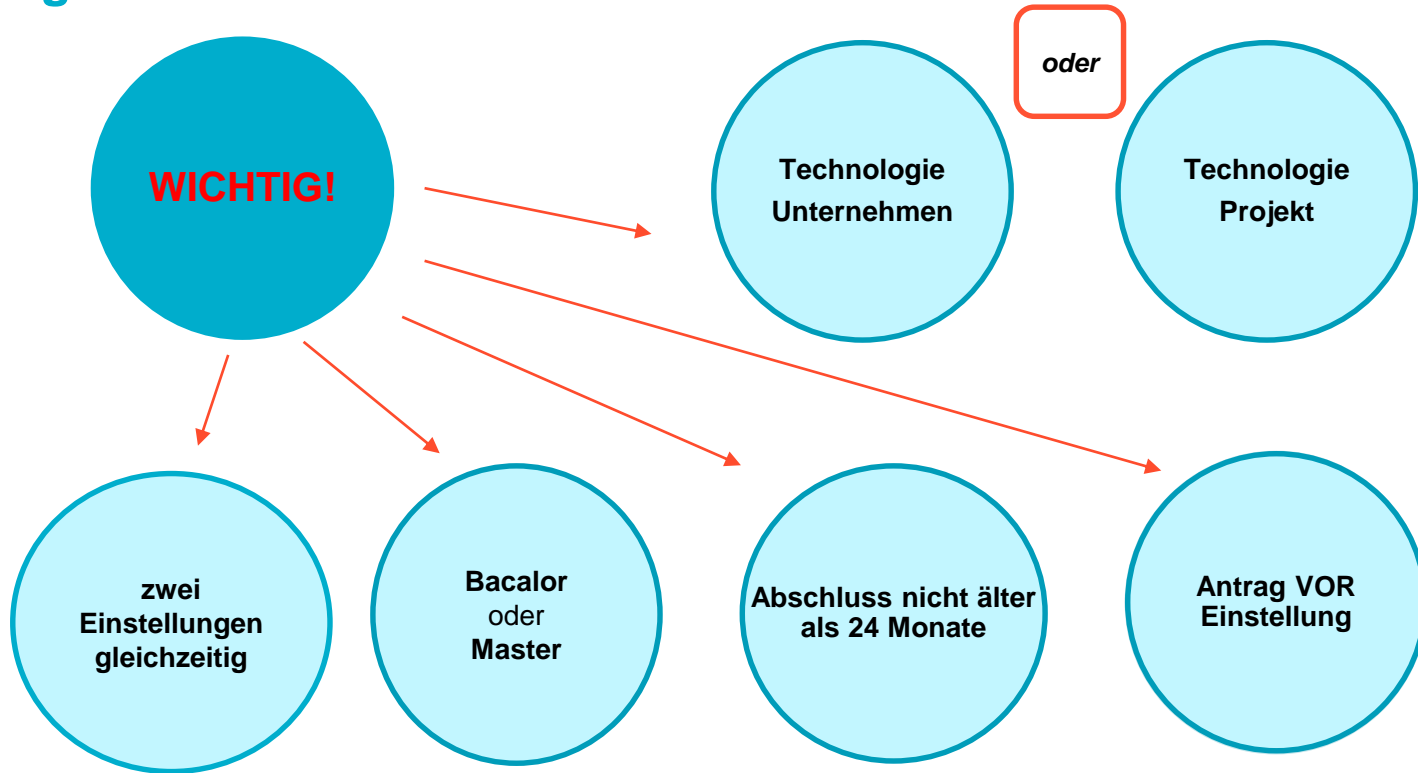 g
oder
WICHTIG!
Technologie
Unternehmen
Technologie
Projekt
zwei
Einstellungen
gleichzeitig
Bacalor
oder
Master
Abschluss nicht älter
als 24 Monate
Antrag VOR
Einstellung